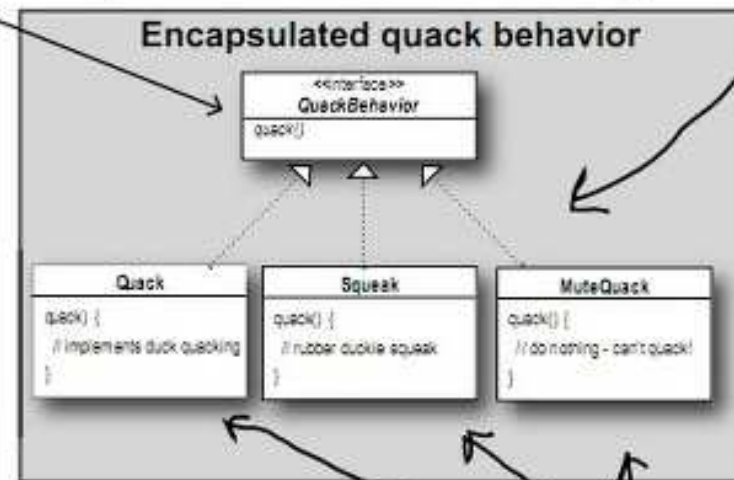 Encapsulated quack behavior
<<interface>>
QuackBehavior
quack()
Quack
quack() {
// implements duck quacking
}
Squeak
quack() {
// rubber duckie squeak
}
MuteQuack
quack() {
// do nothing - can't quack!
}